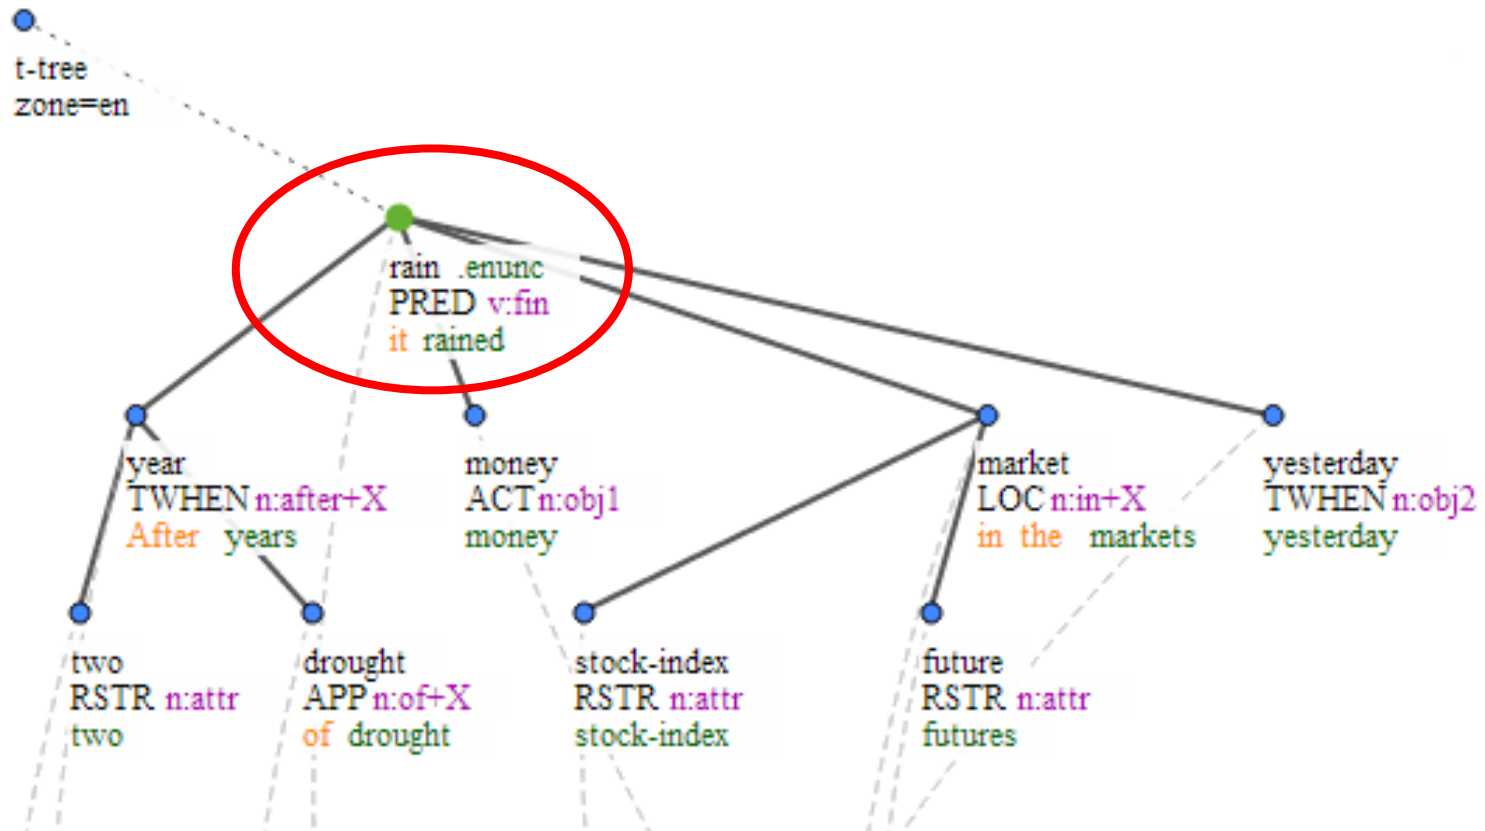 t-tree
zone=en
rain .enunc
PRED v:fin
it rained
year
TWHEN n:after+X
After years
money
ACT n:obj1
money
market
LOC n:in+X
in the markets
yesterday
TWHEN n:obj2
yesterday
two
RSTR n:attr
two
drought
APP n:of+X
of drought
stock-index
RSTR n:attr
stock-index
future
RSTR n:attr
futures